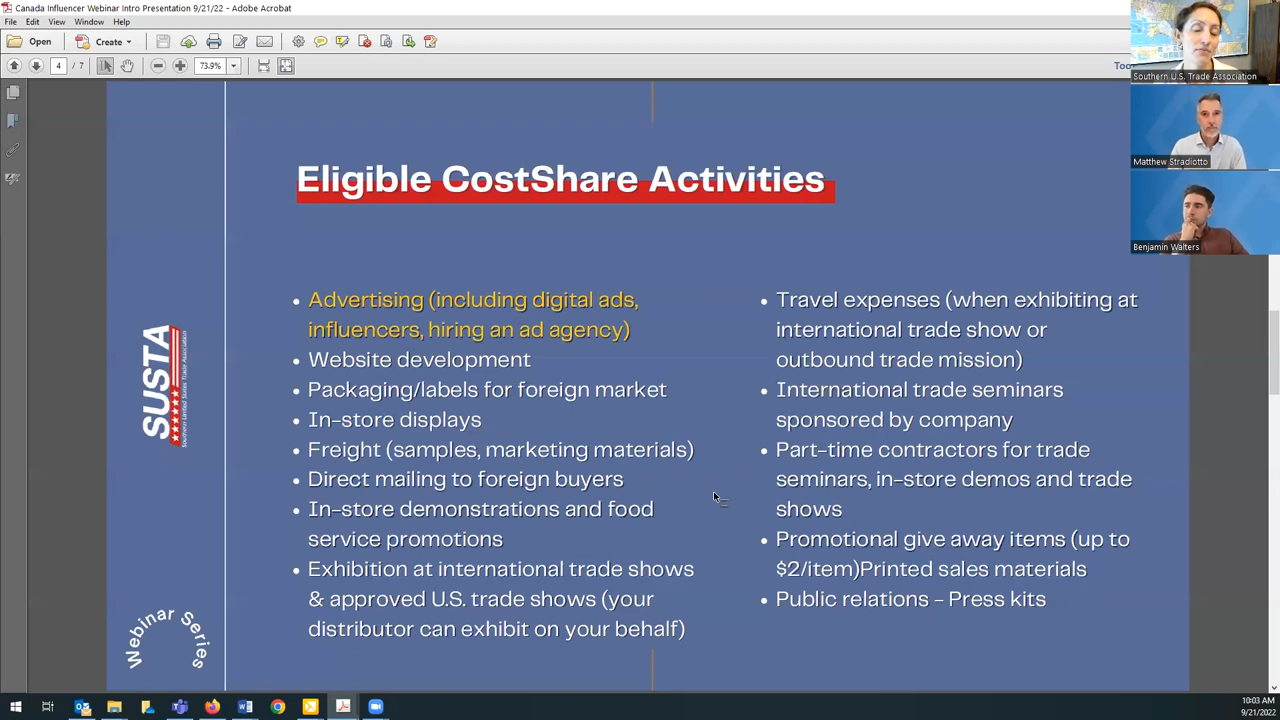 Canada Influencer Webinar Intro Presentation 9/21/22 - Adobe Acrobat
File Edit View Window Help
Open Create
4 / 7 73.9% Too
Southern U.S. Trade Association
Matthew Stradiotto
Benjamin Walters
Eligible CostShare Activities
• Advertising (including digital ads,
influencers, hiring an ad agency)
• Website development
• Packaging/labels for foreign market
• In-store displays
• Freight (samples, marketing materials)
• Direct mailing to foreign buyers
• In-store demonstrations and food
service promotions
• Exhibition at international trade shows
& approved U.S. trade shows (your
distributor can exhibit on your behalf)
• Travel expenses (when exhibiting at
international trade show or
outbound trade mission)
• International trade seminars
sponsored by company
• Part-time contractors for trade
seminars, in-store demos and trade
shows
• Promotional give away items (up to
$2/item)Printed sales materials
• Public relations - Press kits
SUSTA
Southern United States Trade Association
Webinar Series
10:03 AM
9/21/2022